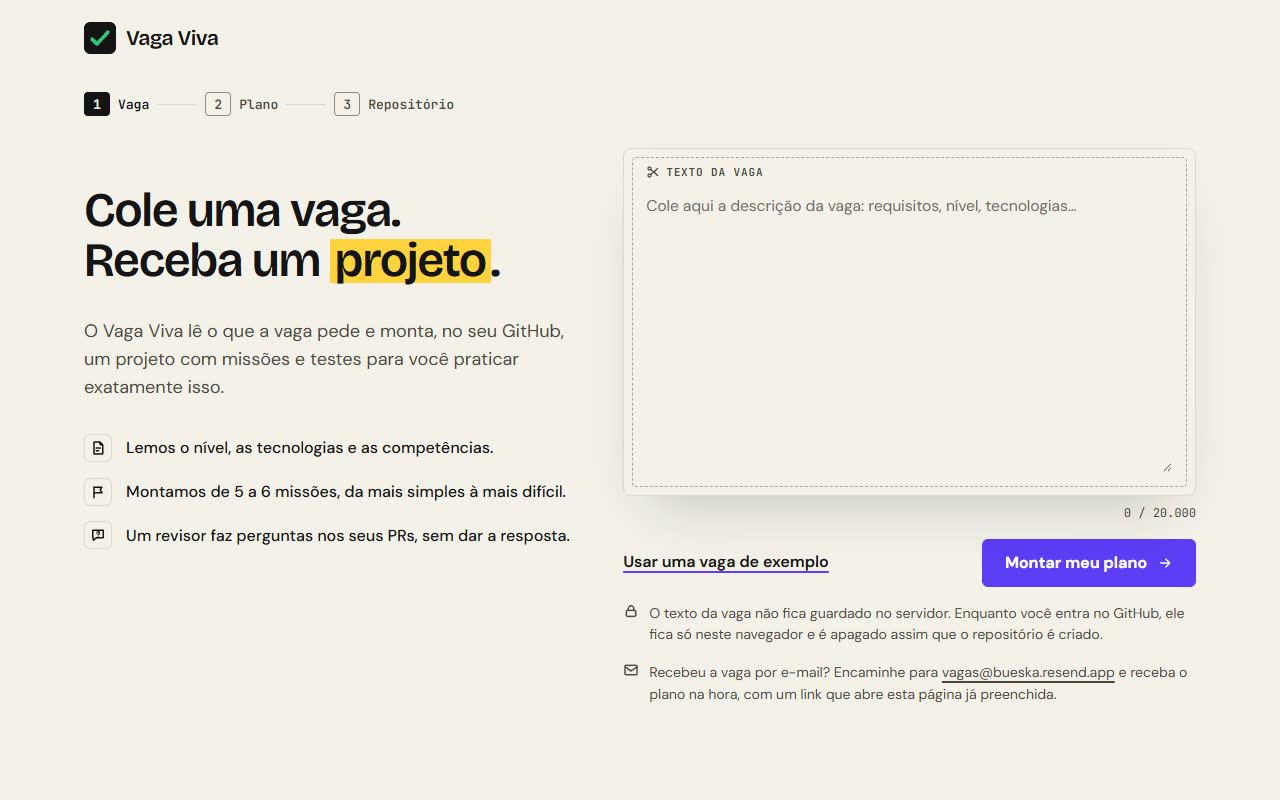 Vaga Viva
1 Vaga 2 Plano 3 Repositório
Cole uma vaga.
Receba um projeto.
O Vaga Viva lê o que a vaga pede e monta, no seu GitHub,
um projeto com missões e testes para você praticar
exatamente isso.
Lemos o nível, as tecnologias e as competências.
Montamos de 5 a 6 missões, da mais simples à mais difícil.
Um revisor faz perguntas nos seus PRs, sem dar a resposta.
TEXTO DA VAGA
Cole aqui a descrição da vaga: requisitos, nível, tecnologias...
0 / 20.000
Usar uma vaga de exemplo
Montar meu plano →
O texto da vaga não fica guardado no servidor. Enquanto você entra no GitHub, ele
fica só neste navegador e é apagado assim que o repositório é criado.
Recebeu a vaga por e-mail? Encaminhe para vagas@bueska.resend.app e receba o
plano na hora, com um link que abre esta página já preenchida.